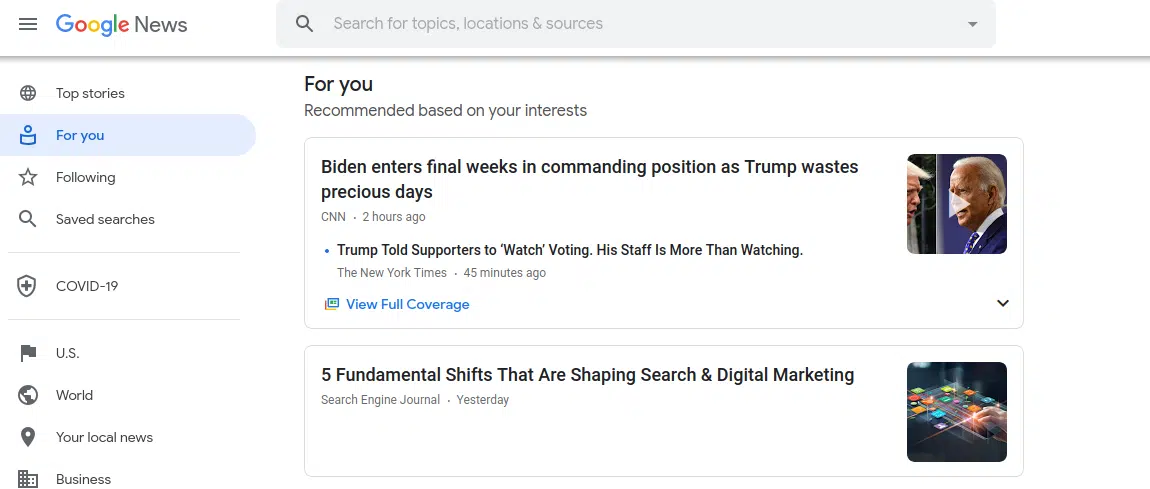 Google News
Search for topics, locations & sources
Top stories
For you
Following
Saved searches
COVID-19
U.S.
World
Your local news
Business
For you
Recommended based on your interests
Biden enters final weeks in commanding position as Trump wastes
precious days
CNN · 2 hours ago
• Trump Told Supporters to ‘Watch’ Voting. His Staff Is More Than Watching.
The New York Times · 45 minutes ago
View Full Coverage
5 Fundamental Shifts That Are Shaping Search & Digital Marketing
Search Engine Journal · Yesterday